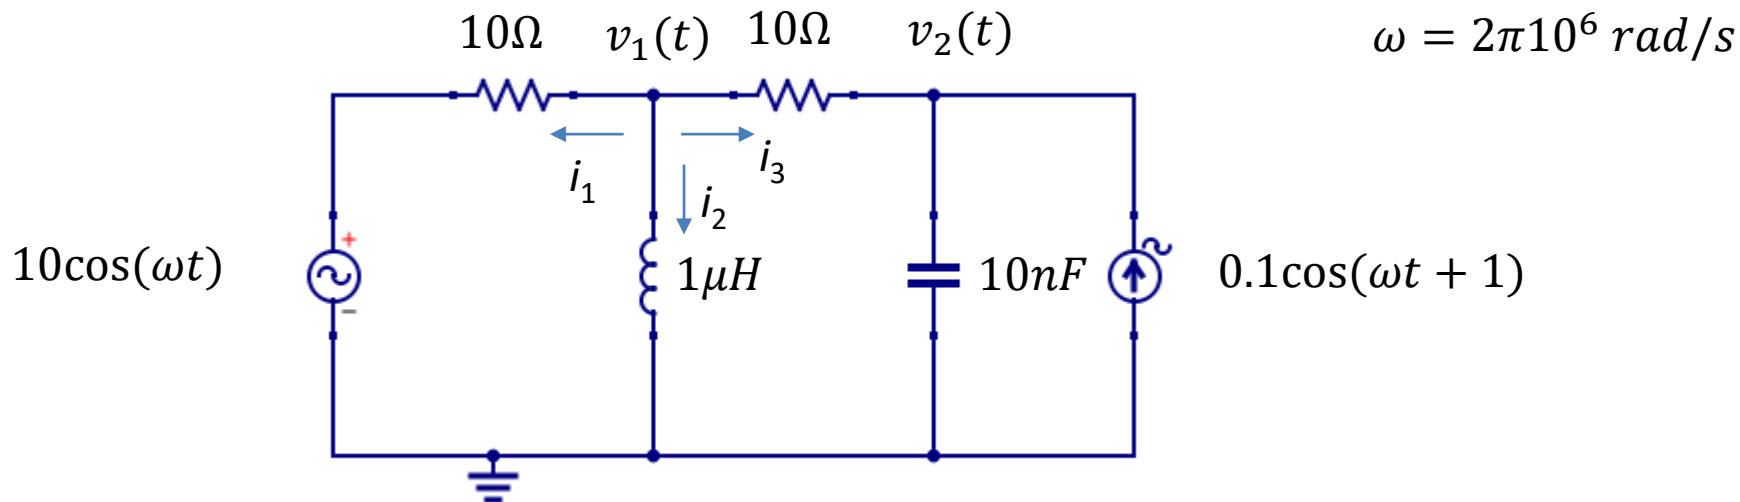 10Ω
v₁(t)
10Ω
v₂(t)
ω = 2π10⁶ rad/s
i₁
i₂
i₃
10cos(ωt)
+
−
1μH
10nF
0.1cos(ωt + 1)